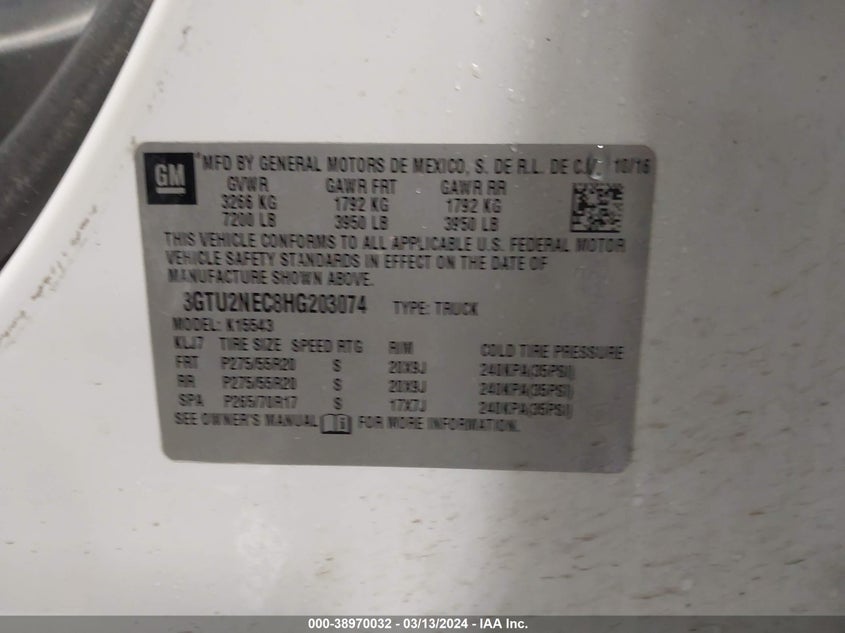 GM
MFD BY GENERAL MOTORS DE MEXICO, S. DE R.L. DE C.V. 10/16
GVWR GAWR FRT GAWR RR
3266 KG 1792 KG 1792 KG
7200 LB 3950 LB 3950 LB
THIS VEHICLE CONFORMS TO ALL APPLICABLE U.S. FEDERAL MOTOR
VEHICLE SAFETY STANDARDS IN EFFECT ON THE DATE OF
MANUFACTURE SHOWN ABOVE.
3GTU2NEC8HG203074 TYPE: TRUCK
MODEL: K15543
KLJ7 TIRE SIZE SPEED RTG RIM COLD TIRE PRESSURE
FRT P275/55R20 S 20X9J 240KPA(35PSI)
RR P275/55R20 S 20X9J 240KPA(35PSI)
SPA P265/70R17 S 17X7J 240KPA(35PSI)
SEE OWNER'S MANUAL i FOR MORE INFORMATION.
000-38970032 - 03/13/2024 - IAA Inc.